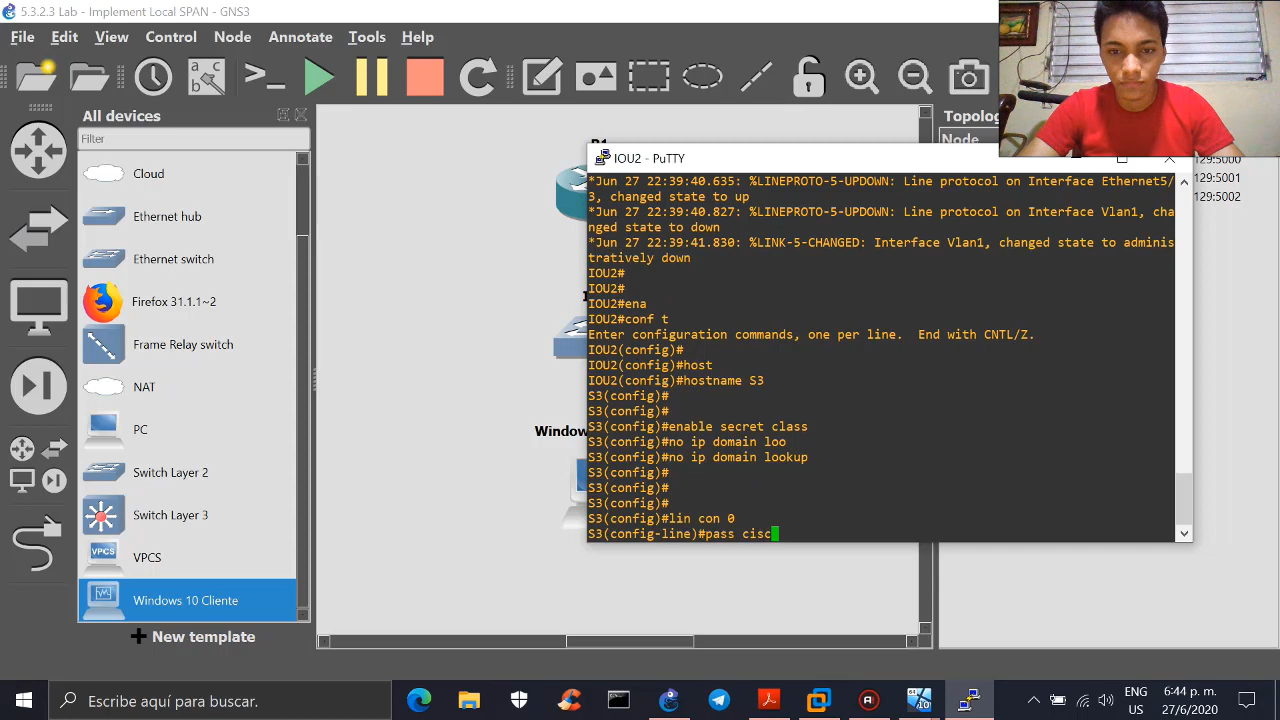 5.3.2.3 Lab - Implement Local SPAN - GNS3
File Edit View Control Node Annotate Tools Help
All devices
Filter
Cloud
Ethernet hub
Ethernet switch
Firefox 31.1.1~2
Frame Relay switch
NAT
PC
Switch Layer 2
Switch Layer 3
VPCS
Windows 10 Cliente
New template
Window
IOU2 - PuTTY
*Jun 27 22:39:40.635: %LINEPROTO-5-UPDOWN: Line protocol on Interface Ethernet5/
3, changed state to up
*Jun 27 22:39:40.827: %LINEPROTO-5-UPDOWN: Line protocol on Interface Vlan1, cha
nged state to down
*Jun 27 22:39:41.830: %LINK-5-CHANGED: Interface Vlan1, changed state to adminis
tratively down
IOU2#
IOU2#
IOU2#ena
IOU2#conf t
Enter configuration commands, one per line.  End with CNTL/Z.
IOU2(config)#
IOU2(config)#host
IOU2(config)#hostname S3
S3(config)#
S3(config)#
S3(config)#enable secret class
S3(config)#no ip domain loo
S3(config)#no ip domain lookup
S3(config)#
S3(config)#
S3(config)#
S3(config)#lin con 0
S3(config-line)#pass cisc
Topolog
Node
129:5000
129:5001
129:5002
Escribe aquí para buscar.
ENG
US
6:44 p. m.
27/6/2020